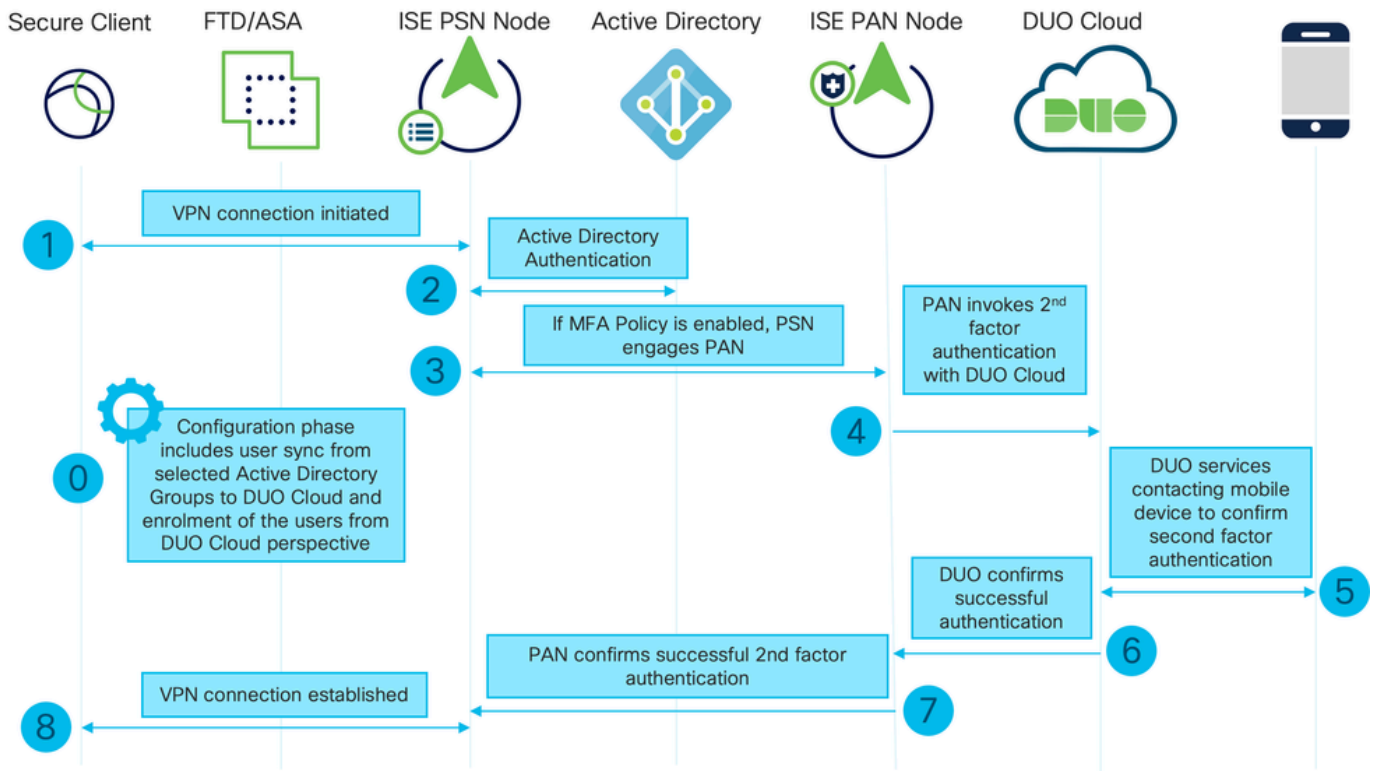 Secure Client
FTD/ASA
ISE PSN Node
Active Directory
ISE PAN Node
DUO Cloud
DUO
VPN connection initiated
1
Active Directory
Authentication
2
If MFA Policy is enabled, PSN
engages PAN
3
PAN invokes 2nd
factor
authentication
with DUO Cloud
4
Configuration phase
includes user sync from
selected Active Directory
Groups to DUO Cloud and
enrolment of the users from
DUO Cloud perspective
0
DUO services
contacting mobile
device to confirm
second factor
authentication
5
DUO confirms
successful
authentication
6
PAN confirms successful 2nd factor
authentication
7
VPN connection established
8